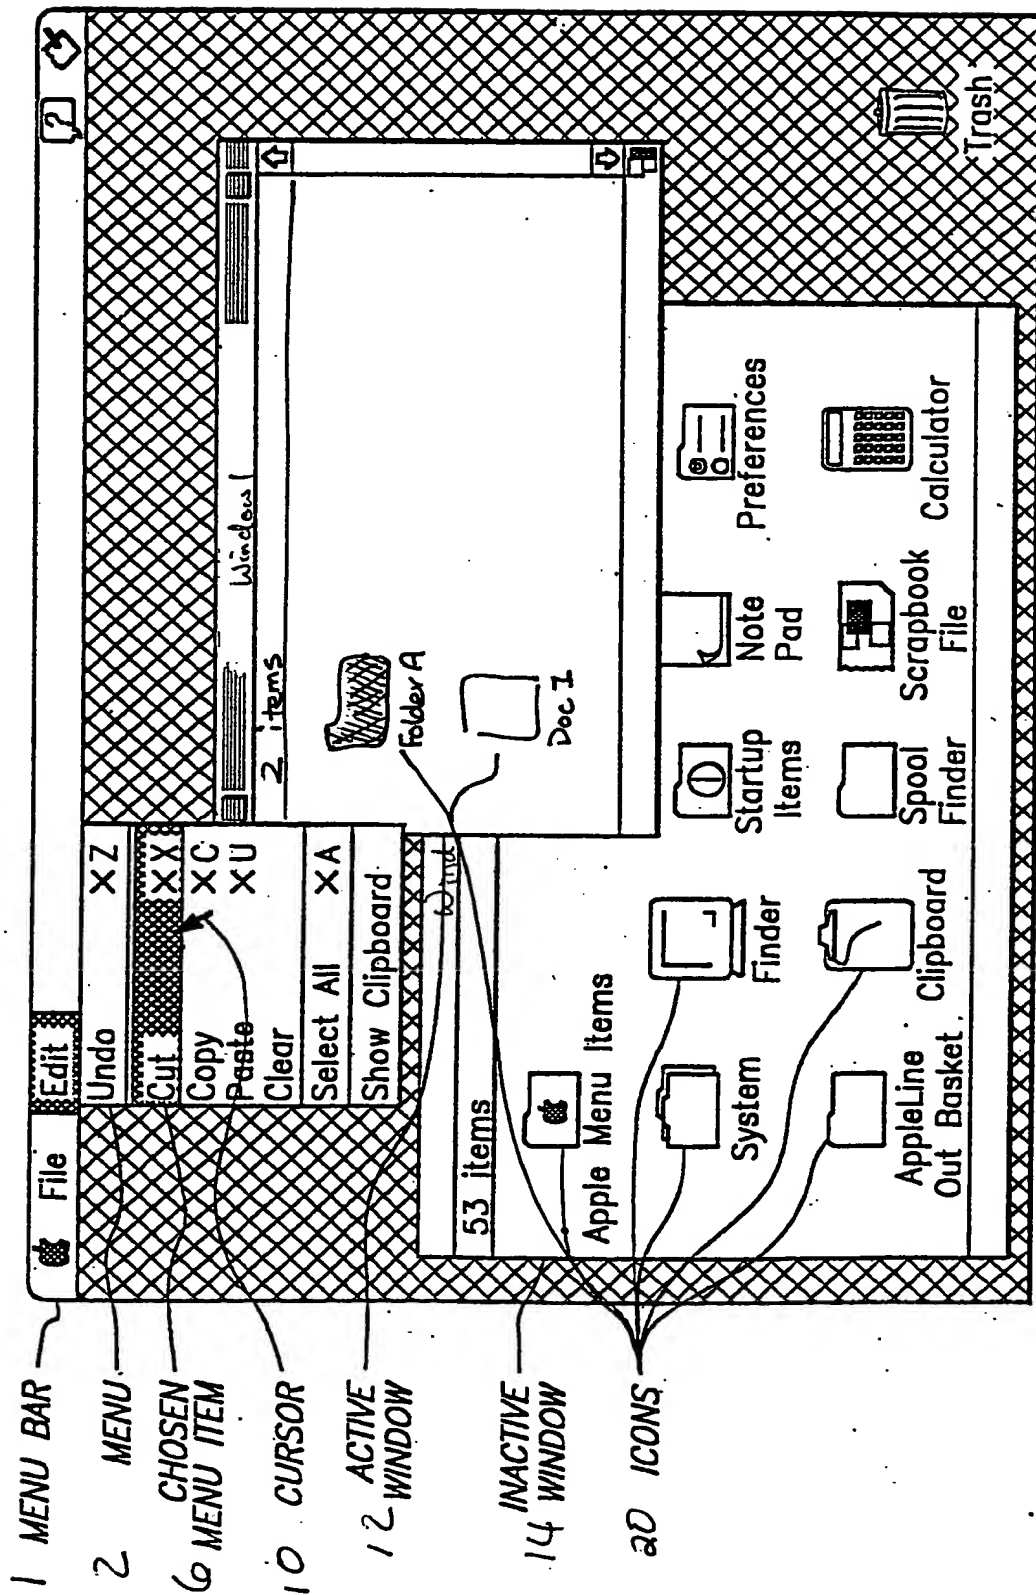 1 MENU BAR
2 MENU
CHOSEN
6 MENU ITEM
10 CURSOR
12 ACTIVE
WINDOW
INACTIVE
14 WINDOW
20 ICONS
File Edit ?
Undo ⌘Z
Cut ⌘X
Copy ⌘C
Paste ⌘U
Clear
Select All ⌘A
Show Clipboard
Window 1
2 items
Folder A
Doc 1
Wind
53 items
Apple Menu Items
System
Finder
Startup
Items
Note
Pad
Preferences
AppleLine
Out Basket
Clipboard
Spool
Finder
Scrapbook
File
Calculator
Trash